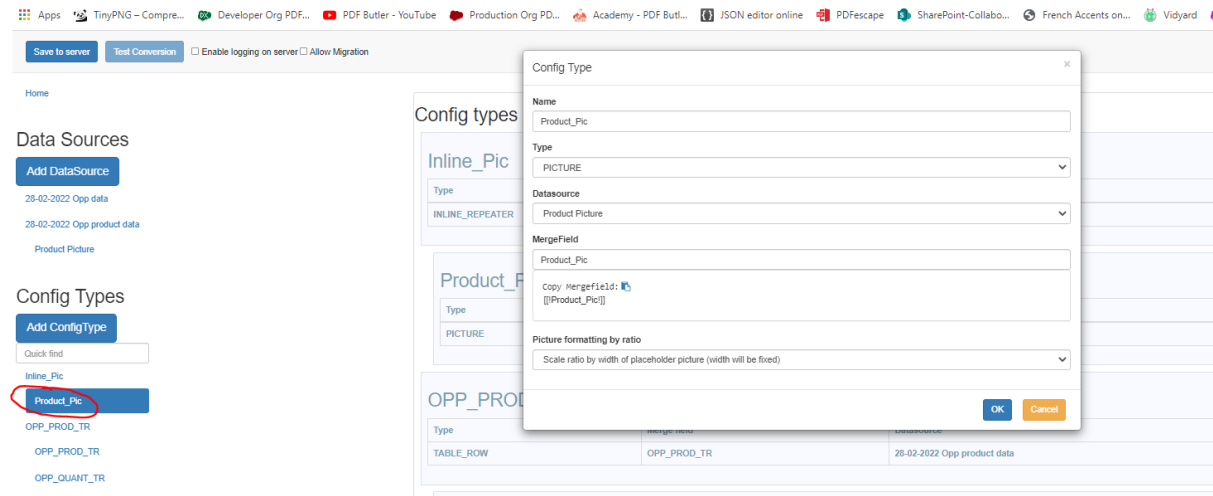 Apps
TinyPNG – Compre...
Developer Org PDF...
PDF Butler - YouTube
Production Org PD...
Academy - PDF Butl...
JSON editor online
PDFescape
SharePoint-Collabo...
French Accents on...
Vidyard
Save to server
Test Conversion
Enable logging on server
Allow Migration
Home
Data Sources
Add DataSource
28-02-2022 Opp data
28-02-2022 Opp product data
Product Picture
Config Types
Add ConfigType
Quick find
Inline_Pic
Product_Pic
OPP_PROD_TR
OPP_PROD_TR
OPP_QUANT_TR
Config types
Inline_Pic
Type
INLINE_REPEATER
Product_P
Type
PICTURE
OPP_PROD
Type
Merge field
Datasource
TABLE_ROW
OPP_PROD_TR
28-02-2022 Opp product data
Config Type
×
Name
Product_Pic
Type
PICTURE
Datasource
Product Picture
MergeField
Product_Pic
Copy Mergefield:
[[!Product_Pic!]]
Picture formatting by ratio
Scale ratio by width of placeholder picture (width will be fixed)
OK
Cancel